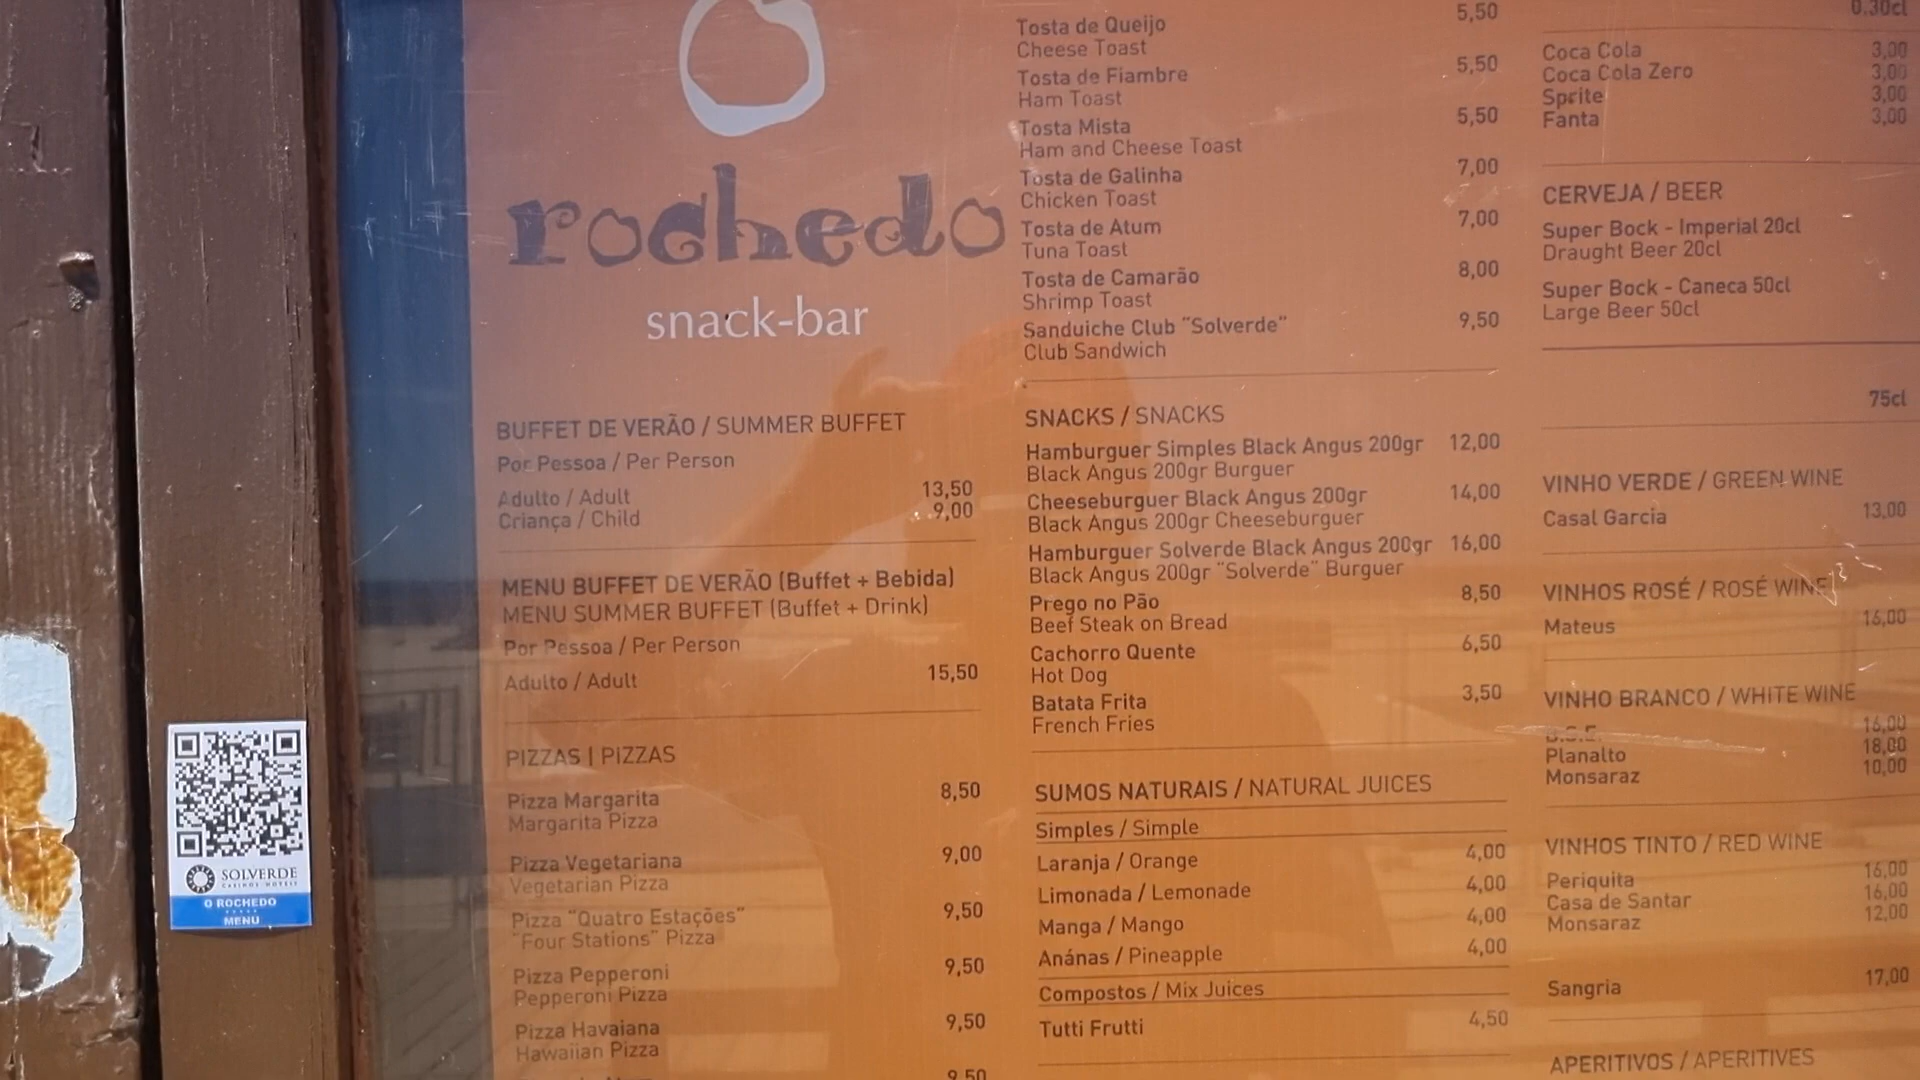 rochedo
snack-bar
BUFFET DE VERÃO / SUMMER BUFFET
Por Pessoa / Per Person
Adulto / Adult 13,50
Criança / Child 9,00
MENU BUFFET DE VERÃO (Buffet + Bebida)
MENU SUMMER BUFFET (Buffet + Drink)
Por Pessoa / Per Person
Adulto / Adult 15,50
PIZZAS | PIZZAS
Pizza Margarita 8,50
Margarita Pizza
Pizza Vegetariana 9,00
Vegetarian Pizza
Pizza "Quatro Estações" 9,50
"Four Stations" Pizza
Pizza Pepperoni 9,50
Pepperoni Pizza
Pizza Havaiana 9,50
Hawaiian Pizza
9,50
Tosta de Queijo 5,50
Cheese Toast
Tosta de Fiambre 5,50
Ham Toast
Tosta Mista 5,50
Ham and Cheese Toast
Tosta de Galinha 7,00
Chicken Toast
Tosta de Atum 7,00
Tuna Toast
Tosta de Camarão 8,00
Shrimp Toast
Sanduiche Club "Solverde" 9,50
Club Sandwich
SNACKS / SNACKS
Hamburguer Simples Black Angus 200gr 12,00
Black Angus 200gr Burguer
Cheeseburguer Black Angus 200gr 14,00
Black Angus 200gr Cheeseburguer
Hamburguer Solverde Black Angus 200gr 16,00
Black Angus 200gr "Solverde" Burguer
Prego no Pão 8,50
Beef Steak on Bread
Cachorro Quente 6,50
Hot Dog
Batata Frita 3,50
French Fries
SUMOS NATURAIS / NATURAL JUICES
Simples / Simple
Laranja / Orange 4,00
Limonada / Lemonade 4,00
Manga / Mango 4,00
Ánánas / Pineapple 4,00
Compostos / Mix Juices
Tutti Frutti 4,50
0.30cl
Coca Cola 3,00
Coca Cola Zero 3,00
Sprite 3,00
Fanta 3,00
CERVEJA / BEER
Super Bock - Imperial 20cl
Draught Beer 20cl
Super Bock - Caneca 50cl
Large Beer 50cl
75cl
VINHO VERDE / GREEN WINE
Casal Garcia 13,00
VINHOS ROSÉ / ROSÉ WINE
Mateus 16,00
VINHO BRANCO / WHITE WINE
16,00
Planalto 18,00
Monsaraz 10,00
VINHOS TINTO / RED WINE
Periquita 16,00
Casa de Santar 16,00
Monsaraz 12,00
Sangria 17,00
APERITIVOS / APERITIVES
SOLVERDE
CASINOS HOTÉIS
O ROCHEDO
MENU